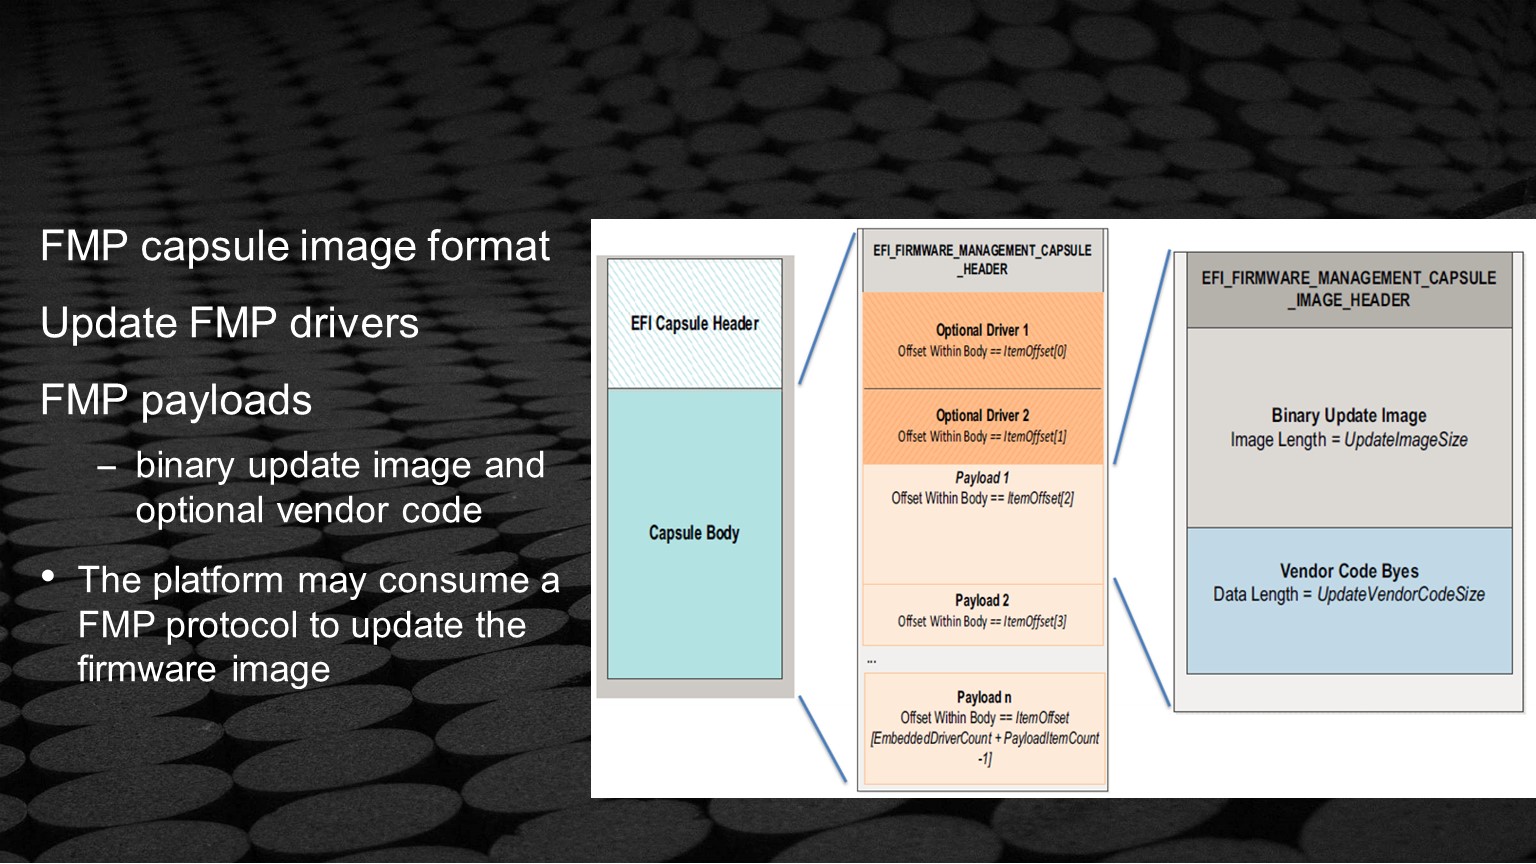 FMP capsule image format
Update FMP drivers
FMP payloads
– binary update image and
optional vendor code
• The platform may consume a
FMP protocol to update the
firmware image
EFI Capsule Header
Capsule Body
EFI_FIRMWARE_MANAGEMENT_CAPSULE
_HEADER
Optional Driver 1
Offset Within Body == ItemOffset[0]
Optional Driver 2
Offset Within Body == ItemOffset[1]
Payload 1
Offset Within Body == ItemOffset[2]
Payload 2
Offset Within Body == ItemOffset[3]
...
Payload n
Offset Within Body == ItemOffset
[EmbeddedDriverCount + PayloadItemCount
-1]
EFI_FIRMWARE_MANAGEMENT_CAPSULE
_IMAGE_HEADER
Binary Update Image
Image Length = UpdateImageSize
Vendor Code Byes
Data Length = UpdateVendorCodeSize